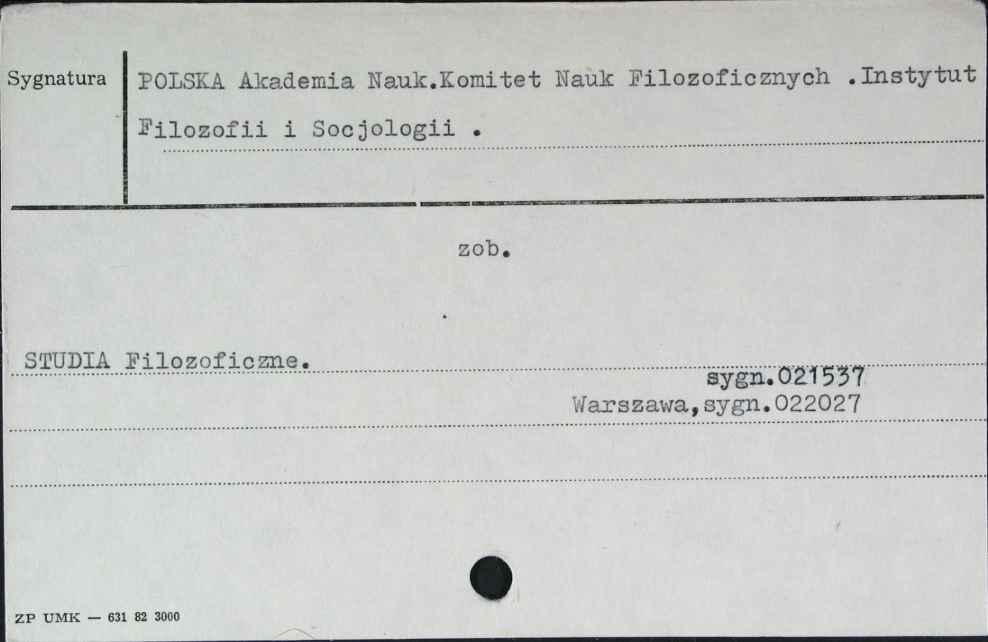 Sygnatura
POLSKA Akademia Nauk.Komitet Nauk Filozoficznych .Instytut
Filozofii i Socjologii .
zob.
STUDIA Filozoficzne.
sygn.021537
Warszawa,sygn.022027
ZP UMK — 631 82 3000